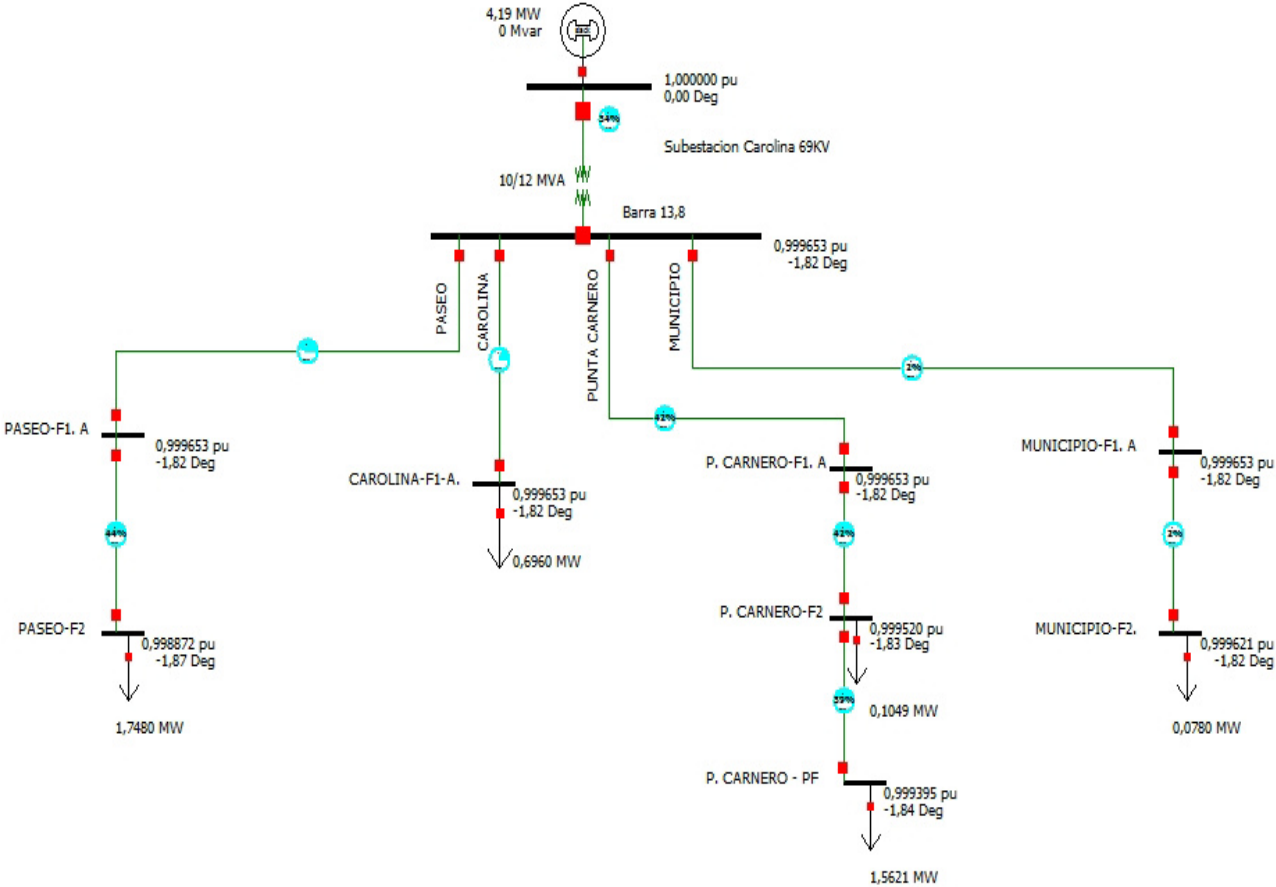 4,19 MW
0 Mvar
1,000000 pu
0,00 Deg
34%
Subestacion Carolina 69KV
10/12 MVA
Barra 13,8
0,999653 pu
-1,82 Deg
PASEO
CAROLINA
PUNTA CARNERO
MUNICIPIO
2%
42%
PASEO-F1. A
0,999653 pu
-1,82 Deg
CAROLINA-F1-A.
0,999653 pu
-1,82 Deg
0,6960 MW
P. CARNERO-F1. A
0,999653 pu
-1,82 Deg
MUNICIPIO-F1. A
0,999653 pu
-1,82 Deg
44%
42%
2%
PASEO-F2
0,998872 pu
-1,87 Deg
1,7480 MW
P. CARNERO-F2
0,999520 pu
-1,83 Deg
0,1049 MW
MUNICIPIO-F2.
0,999621 pu
-1,82 Deg
0,0780 MW
39%
P. CARNERO - PF
0,999395 pu
-1,84 Deg
1,5621 MW